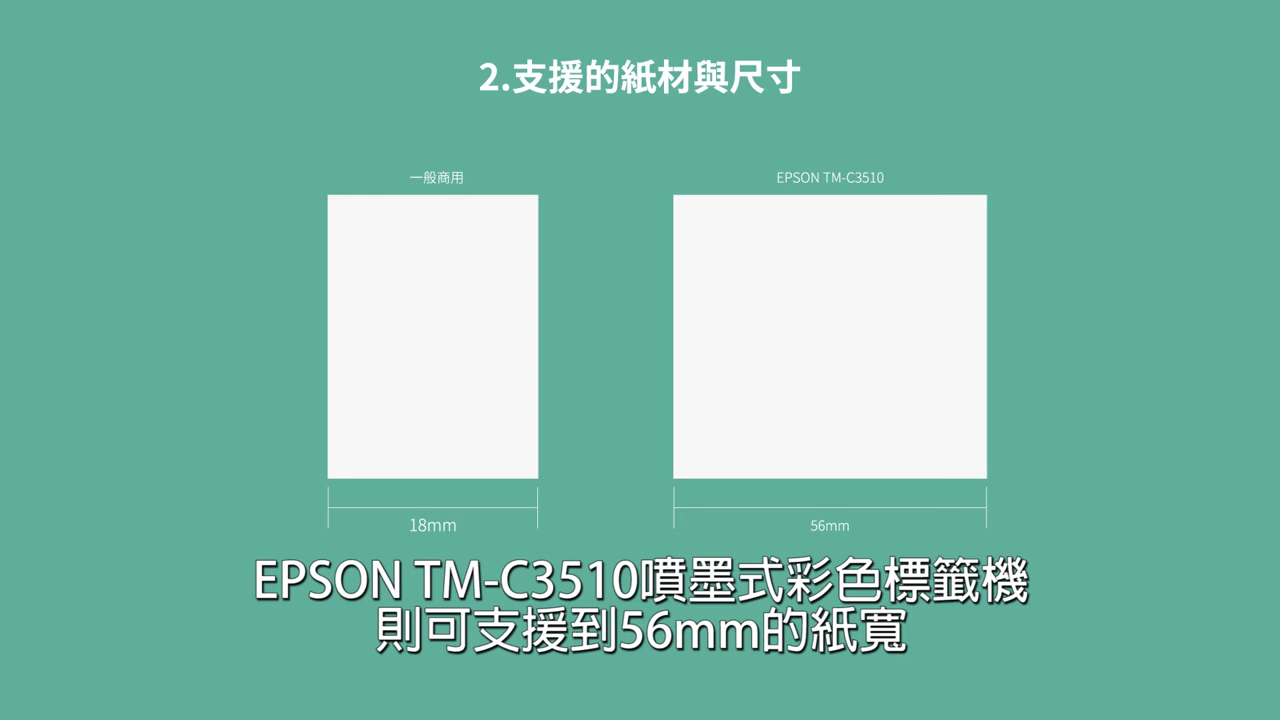 2.支援的紙材與尺寸
一般商用
EPSON TM-C3510
18mm
56mm
EPSON TM-C3510噴墨式彩色標籤機
則可支援到56mm的紙寬